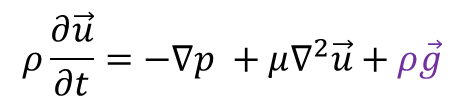 ρ ∂u⃗/∂t = −∇p + μ∇²u⃗ + ρg⃗